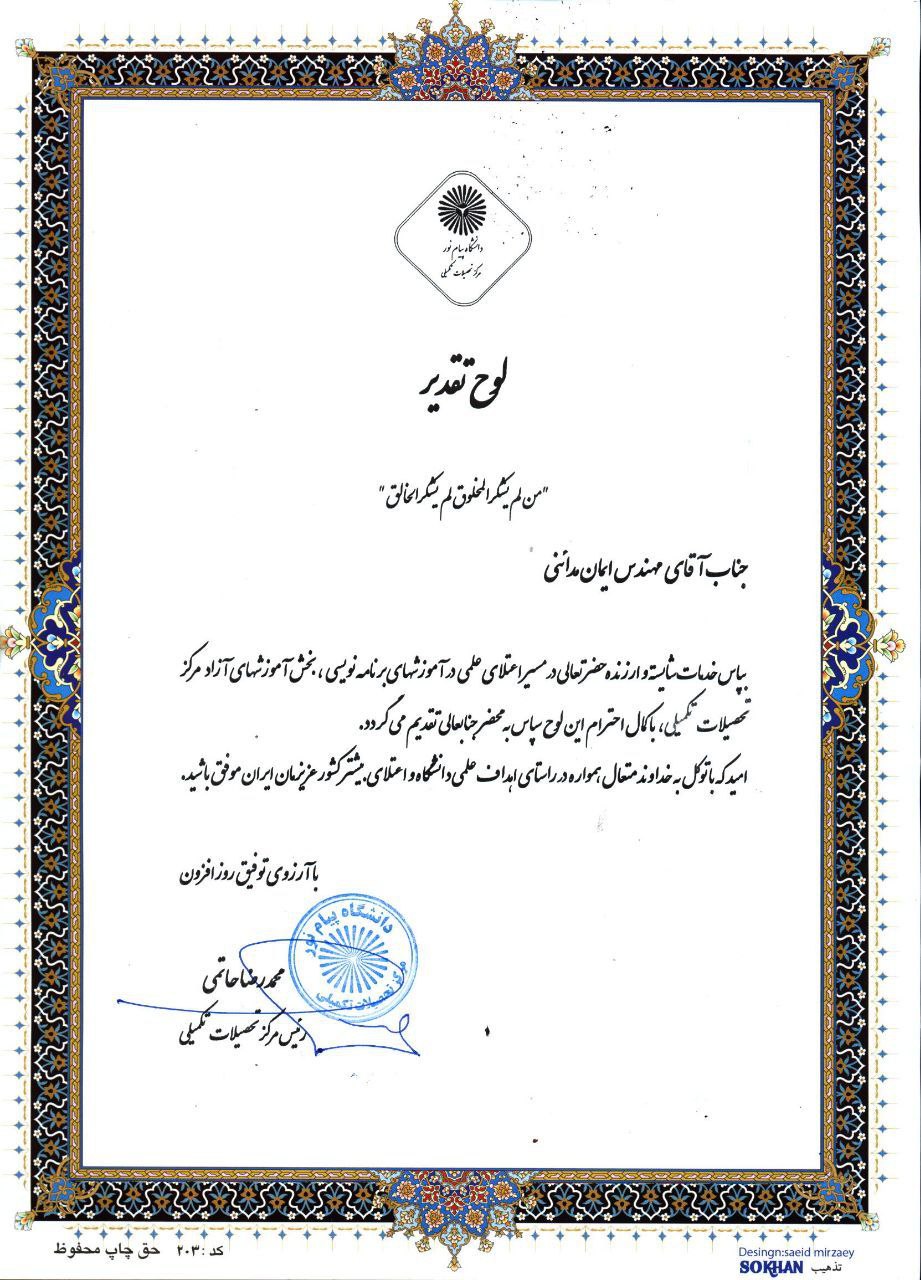 دانشگاه پیام نور
مرکز تحصیلات تکمیلی
لوح تقدیر
"من لم یشکر المخلوق لم یشکر الخالق"
جناب آقای مهندس ایمان مدائنی
بپاس خدمات شایسته و ارزنده حضرتعالی در مسیر اعتلای علمی در آموزشهای برنامه نویسی ، بخش آموزشهای آزاد مرکز
تحصیلات تکمیلی، با کمال احترام این لوح سپاس به محضر جنابعالی تقدیم می گردد.
امید که با توکل به خداوند متعال همواره در راستای اهداف علمی دانشگاه و اعتلای بیشتر کشور عزیزمان ایران موفق باشید.
با آرزوی توفیق روز افزون
دانشگاه پیام نور
مرکز تحصیلات تکمیلی
محمدرضا حاتمی
رئیس مرکز تحصیلات تکمیلی
کد : ۲۰۳ حق چاپ محفوظ
Desingn:saeid mirzaey
SOKHAN تذهیب